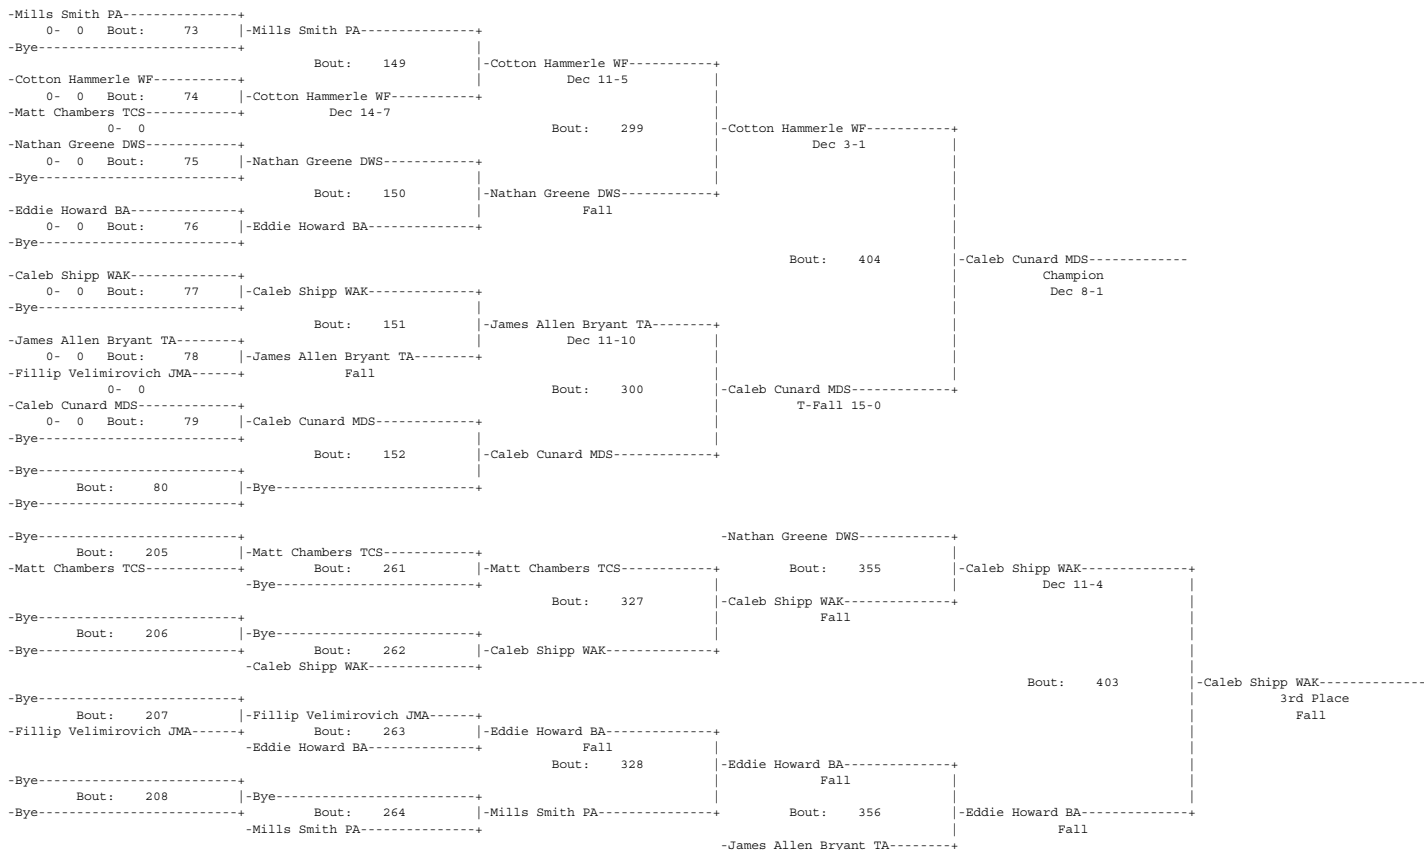 -Mills Smith PA---------------+
0-  0   Bout:     73     |-Mills Smith PA---------------+
-Bye--------------------------+                              |
Bout:    149         |-Cotton Hammerle WF-----------+
-Cotton Hammerle WF-----------+                              |           Dec 11-5           |
0-  0   Bout:     74     |-Cotton Hammerle WF-----------+                              |
-Matt Chambers TCS------------+           Dec 14-7                                          |
0-  0                                                     Bout:    299         |-Cotton Hammerle WF-----------+
-Nathan Greene DWS------------+                                                             |           Dec 3-1            |
0-  0   Bout:     75     |-Nathan Greene DWS------------+                              |                              |
-Bye--------------------------+                              |                              |                              |
Bout:    150         |-Nathan Greene DWS------------+                              |
-Eddie Howard BA--------------+                              |             Fall                                            |
0-  0   Bout:     76     |-Eddie Howard BA--------------+                                                             |
-Bye--------------------------+                                                                                            |
Bout:    404         |-Caleb Cunard MDS-------------
-Caleb Shipp WAK--------------+                                                                                            |          Champion
0-  0   Bout:     77     |-Caleb Shipp WAK--------------+                                                             |           Dec 8-1
-Bye--------------------------+                              |                                                             |
Bout:    151         |-James Allen Bryant TA--------+                              |
-James Allen Bryant TA--------+                              |           Dec 11-10          |                              |
0-  0   Bout:     78     |-James Allen Bryant TA--------+                              |                              |
-Fillip Velimirovich JMA------+             Fall                                            |                              |
0-  0                                                     Bout:    300         |-Caleb Cunard MDS-------------+
-Caleb Cunard MDS-------------+                                                             |         T-Fall 15-0
0-  0   Bout:     79     |-Caleb Cunard MDS-------------+                              |
-Bye--------------------------+                              |                              |
Bout:    152         |-Caleb Cunard MDS-------------+
-Bye--------------------------+                              |
Bout:     80         |-Bye--------------------------+
-Bye--------------------------+
-Bye--------------------------+                                                              -Nathan Greene DWS------------+
Bout:    205         |-Matt Chambers TCS------------+                                                             |
-Matt Chambers TCS------------+         Bout:    261         |-Matt Chambers TCS------------+         Bout:    355         |-Caleb Shipp WAK--------------+
-Bye--------------------------+                              |                              |           Dec 11-4           |
Bout:    327         |-Caleb Shipp WAK--------------+                              |
-Bye--------------------------+                                                             |             Fall                                            |
Bout:    206         |-Bye--------------------------+                              |                                                             |
-Bye--------------------------+         Bout:    262         |-Caleb Shipp WAK--------------+                                                             |
-Caleb Shipp WAK--------------+                                                                                            |
Bout:    403         |-Caleb Shipp WAK--------------
-Bye--------------------------+                                                                                                                           |          3rd Place
Bout:    207         |-Fillip Velimirovich JMA------+                                                                                            |            Fall
-Fillip Velimirovich JMA------+         Bout:    263         |-Eddie Howard BA--------------+                                                             |
-Eddie Howard BA--------------+             Fall             |                                                             |
Bout:    328         |-Eddie Howard BA--------------+                              |
-Bye--------------------------+                                                             |             Fall             |                              |
Bout:    208         |-Bye--------------------------+                              |                              |                              |
-Bye--------------------------+         Bout:    264         |-Mills Smith PA---------------+         Bout:    356         |-Eddie Howard BA--------------+
-Mills Smith PA---------------+                                                             |             Fall
-James Allen Bryant TA--------+